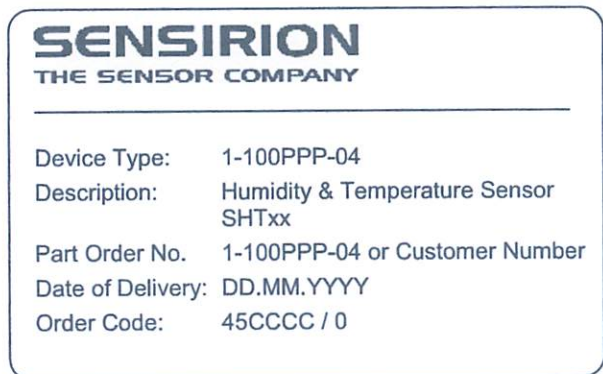 SENSIRION
THE SENSOR COMPANY
Device Type: 1-100PPP-04
Description: Humidity & Temperature Sensor
SHTxx
Part Order No. 1-100PPP-04 or Customer Number
Date of Delivery: DD.MM.YYYY
Order Code: 45CCCC / 0